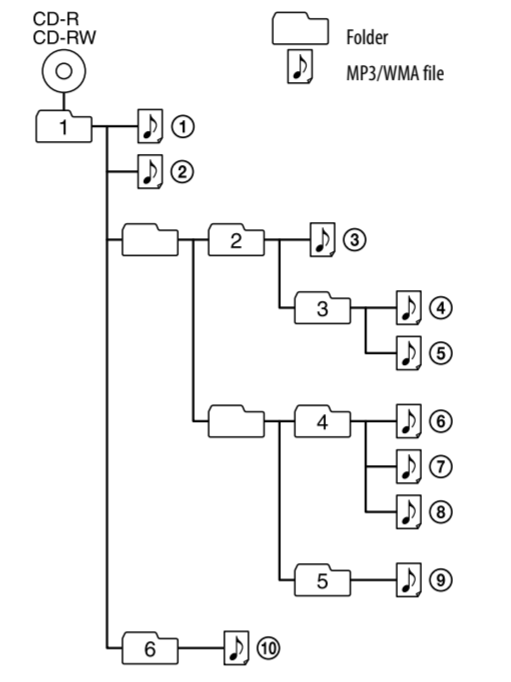 CD-R
CD-RW
Folder
MP3/WMA file
1 ①
②
2 ③
3 ④
⑤
4 ⑥
⑦
⑧
5 ⑨
6 ⑩